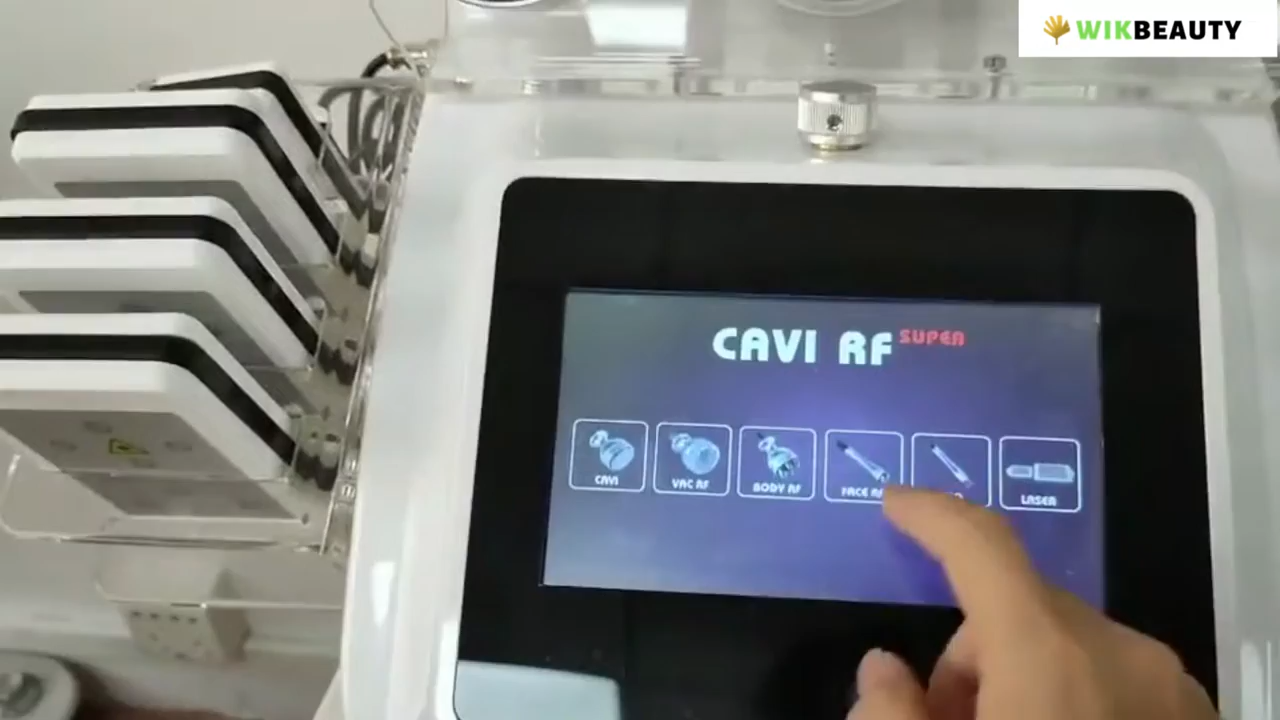 WIKBEAUTY
CAVI RF SUPER
CAVI
VAC RF
BODY RF
FACE RF
LASER